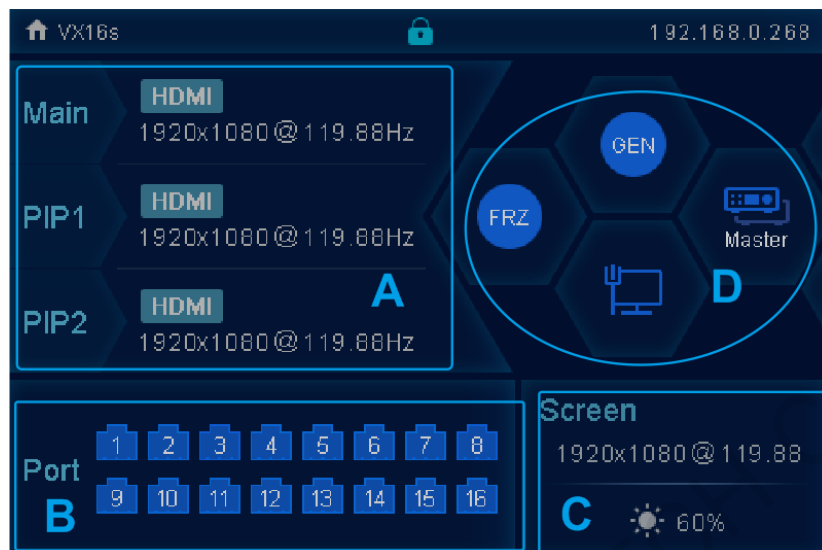 VX16s 192.168.0.268
Main HDMI
1920x1080@119.88Hz
PIP1 HDMI
1920x1080@119.88Hz
A
PIP2 HDMI
1920x1080@119.88Hz
GEN
FRZ
Master
D
Port
1 2 3 4 5 6 7 8
9 10 11 12 13 14 15 16
B
Screen
1920x1080@119.88
C 60%